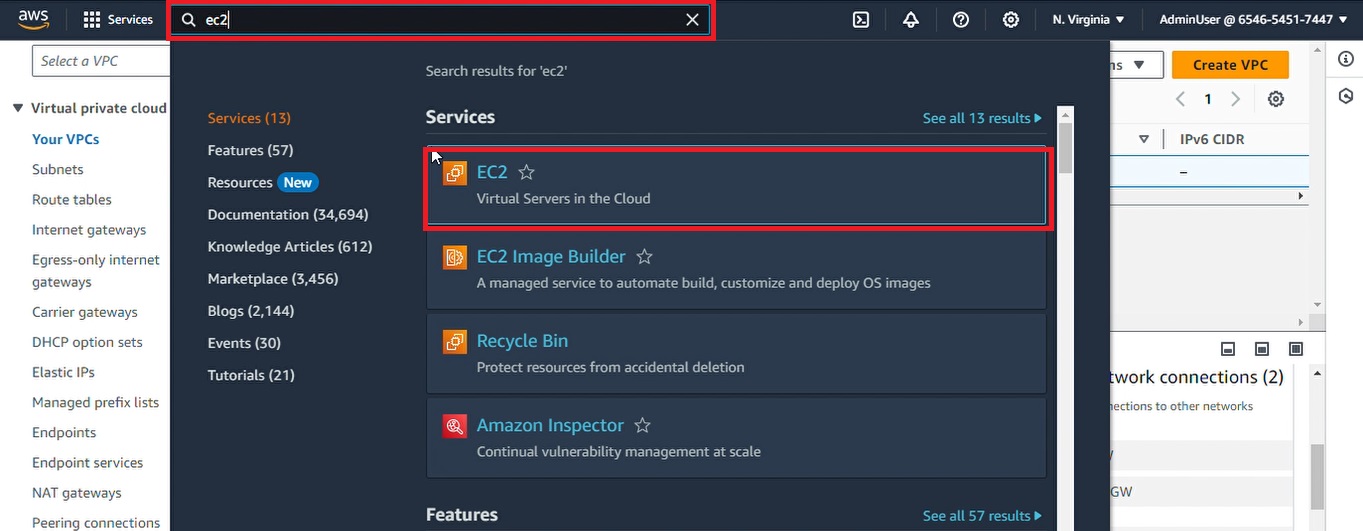 aws
Services
ec2
N. Virginia
AdminUser @ 6546-5451-7447
Select a VPC
Virtual private cloud
Your VPCs
Subnets
Route tables
Internet gateways
Egress-only internet
gateways
Carrier gateways
DHCP option sets
Elastic IPs
Managed prefix lists
Endpoints
Endpoint services
NAT gateways
Peering connections
Search results for 'ec2'
Services (13)
Features (57)
Resources New
Documentation (34,694)
Knowledge Articles (612)
Marketplace (3,456)
Blogs (2,144)
Events (30)
Tutorials (21)
Services
See all 13 results
EC2
Virtual Servers in the Cloud
EC2 Image Builder
A managed service to automate build, customize and deploy OS images
Recycle Bin
Protect resources from accidental deletion
Amazon Inspector
Continual vulnerability management at scale
Features
See all 57 results
Create VPC
1
IPv6 CIDR
–
connections (2)
to other networks
GW